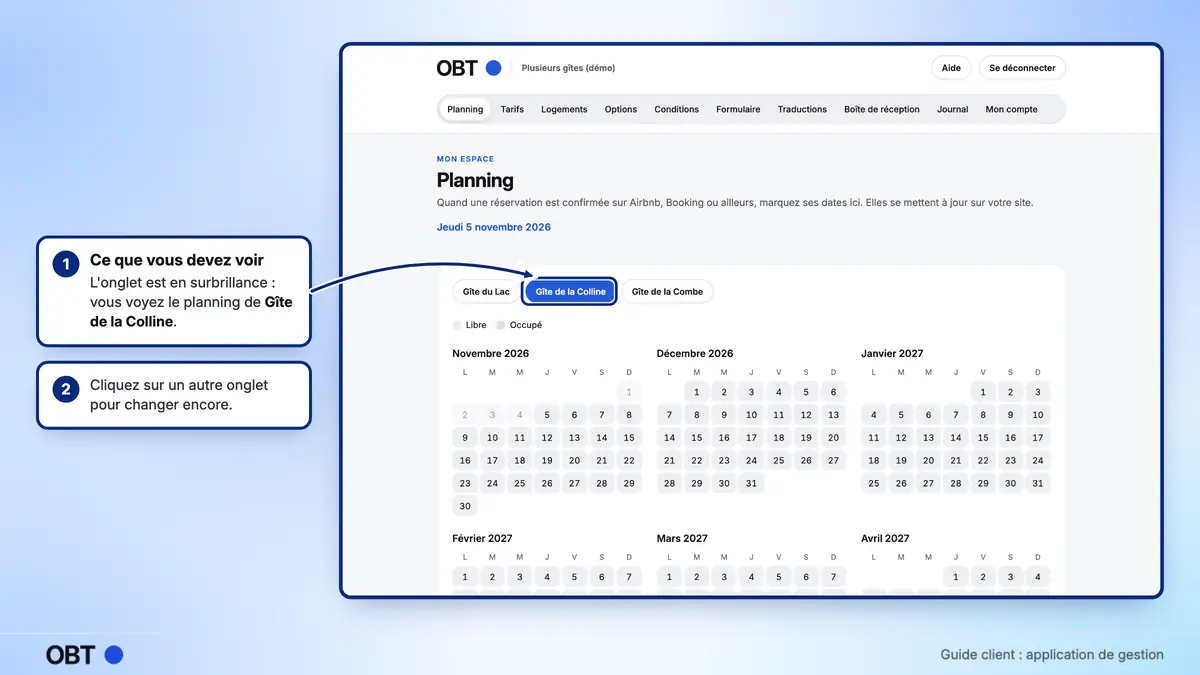 OBT
Plusieurs gîtes (démo)
Aide
Se déconnecter
Planning
Tarifs
Logements
Options
Conditions
Formulaire
Traductions
Boîte de réception
Journal
Mon compte
MON ESPACE
Planning
Quand une réservation est confirmée sur Airbnb, Booking ou ailleurs, marquez ses dates ici. Elles se mettent à jour sur votre site.
Jeudi 5 novembre 2026
1
Ce que vous devez voir
L'onglet est en surbrillance :
vous voyez le planning de Gîte
de la Colline.
2
Cliquez sur un autre onglet
pour changer encore.
Gîte du Lac
Gîte de la Colline
Gîte de la Combe
Libre
Occupé
Novembre 2026
L M M J V S D
1
2 3 4 5 6 7 8
9 10 11 12 13 14 15
16 17 18 19 20 21 22
23 24 25 26 27 28 29
30
Décembre 2026
L M M J V S D
1 2 3 4 5 6
7 8 9 10 11 12 13
14 15 16 17 18 19 20
21 22 23 24 25 26 27
28 29 30 31
Janvier 2027
L M M J V S D
1 2 3
4 5 6 7 8 9 10
11 12 13 14 15 16 17
18 19 20 21 22 23 24
25 26 27 28 29 30 31
Février 2027
L M M J V S D
1 2 3 4 5 6 7
Mars 2027
L M M J V S D
1 2 3 4 5 6 7
Avril 2027
L M M J V S D
1 2 3 4
OBT
Guide client : application de gestion